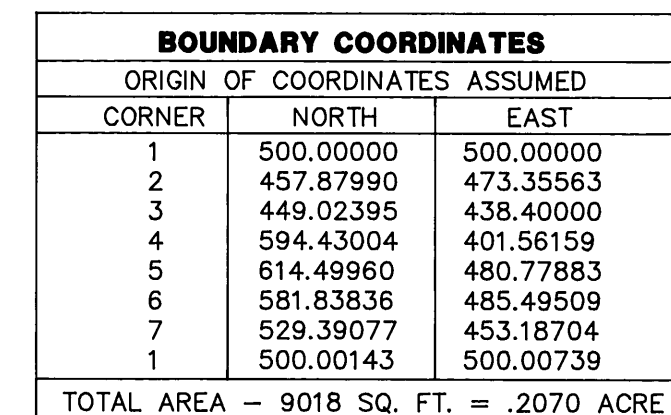 BOUNDARY COORDINATES
ORIGIN OF COORDINATES ASSUMED
CORNER NORTH EAST
1 500.00000 500.00000
2 457.87990 473.35563
3 449.02395 438.40000
4 594.43004 401.56159
5 614.49960 480.77883
6 581.83836 485.49509
7 529.39077 453.18704
1 500.00143 500.00739
TOTAL AREA – 9018 SQ. FT. = .2070 ACRE